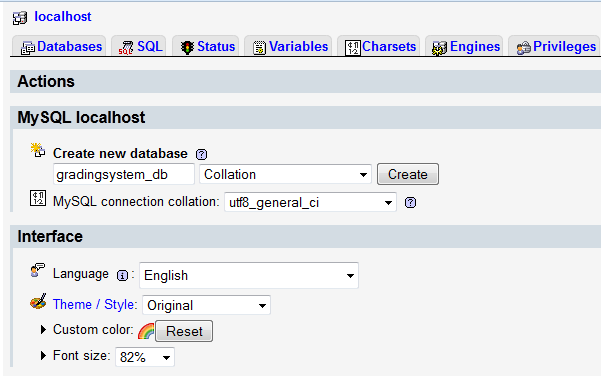 localhost
Databases SQL Status Variables Charsets Engines Privileges
Actions
MySQL localhost
Create new database
gradingsystem_db Collation Create
MySQL connection collation: utf8_general_ci
Interface
Language : English
Theme / Style: Original
Custom color: Reset
Font size: 82%